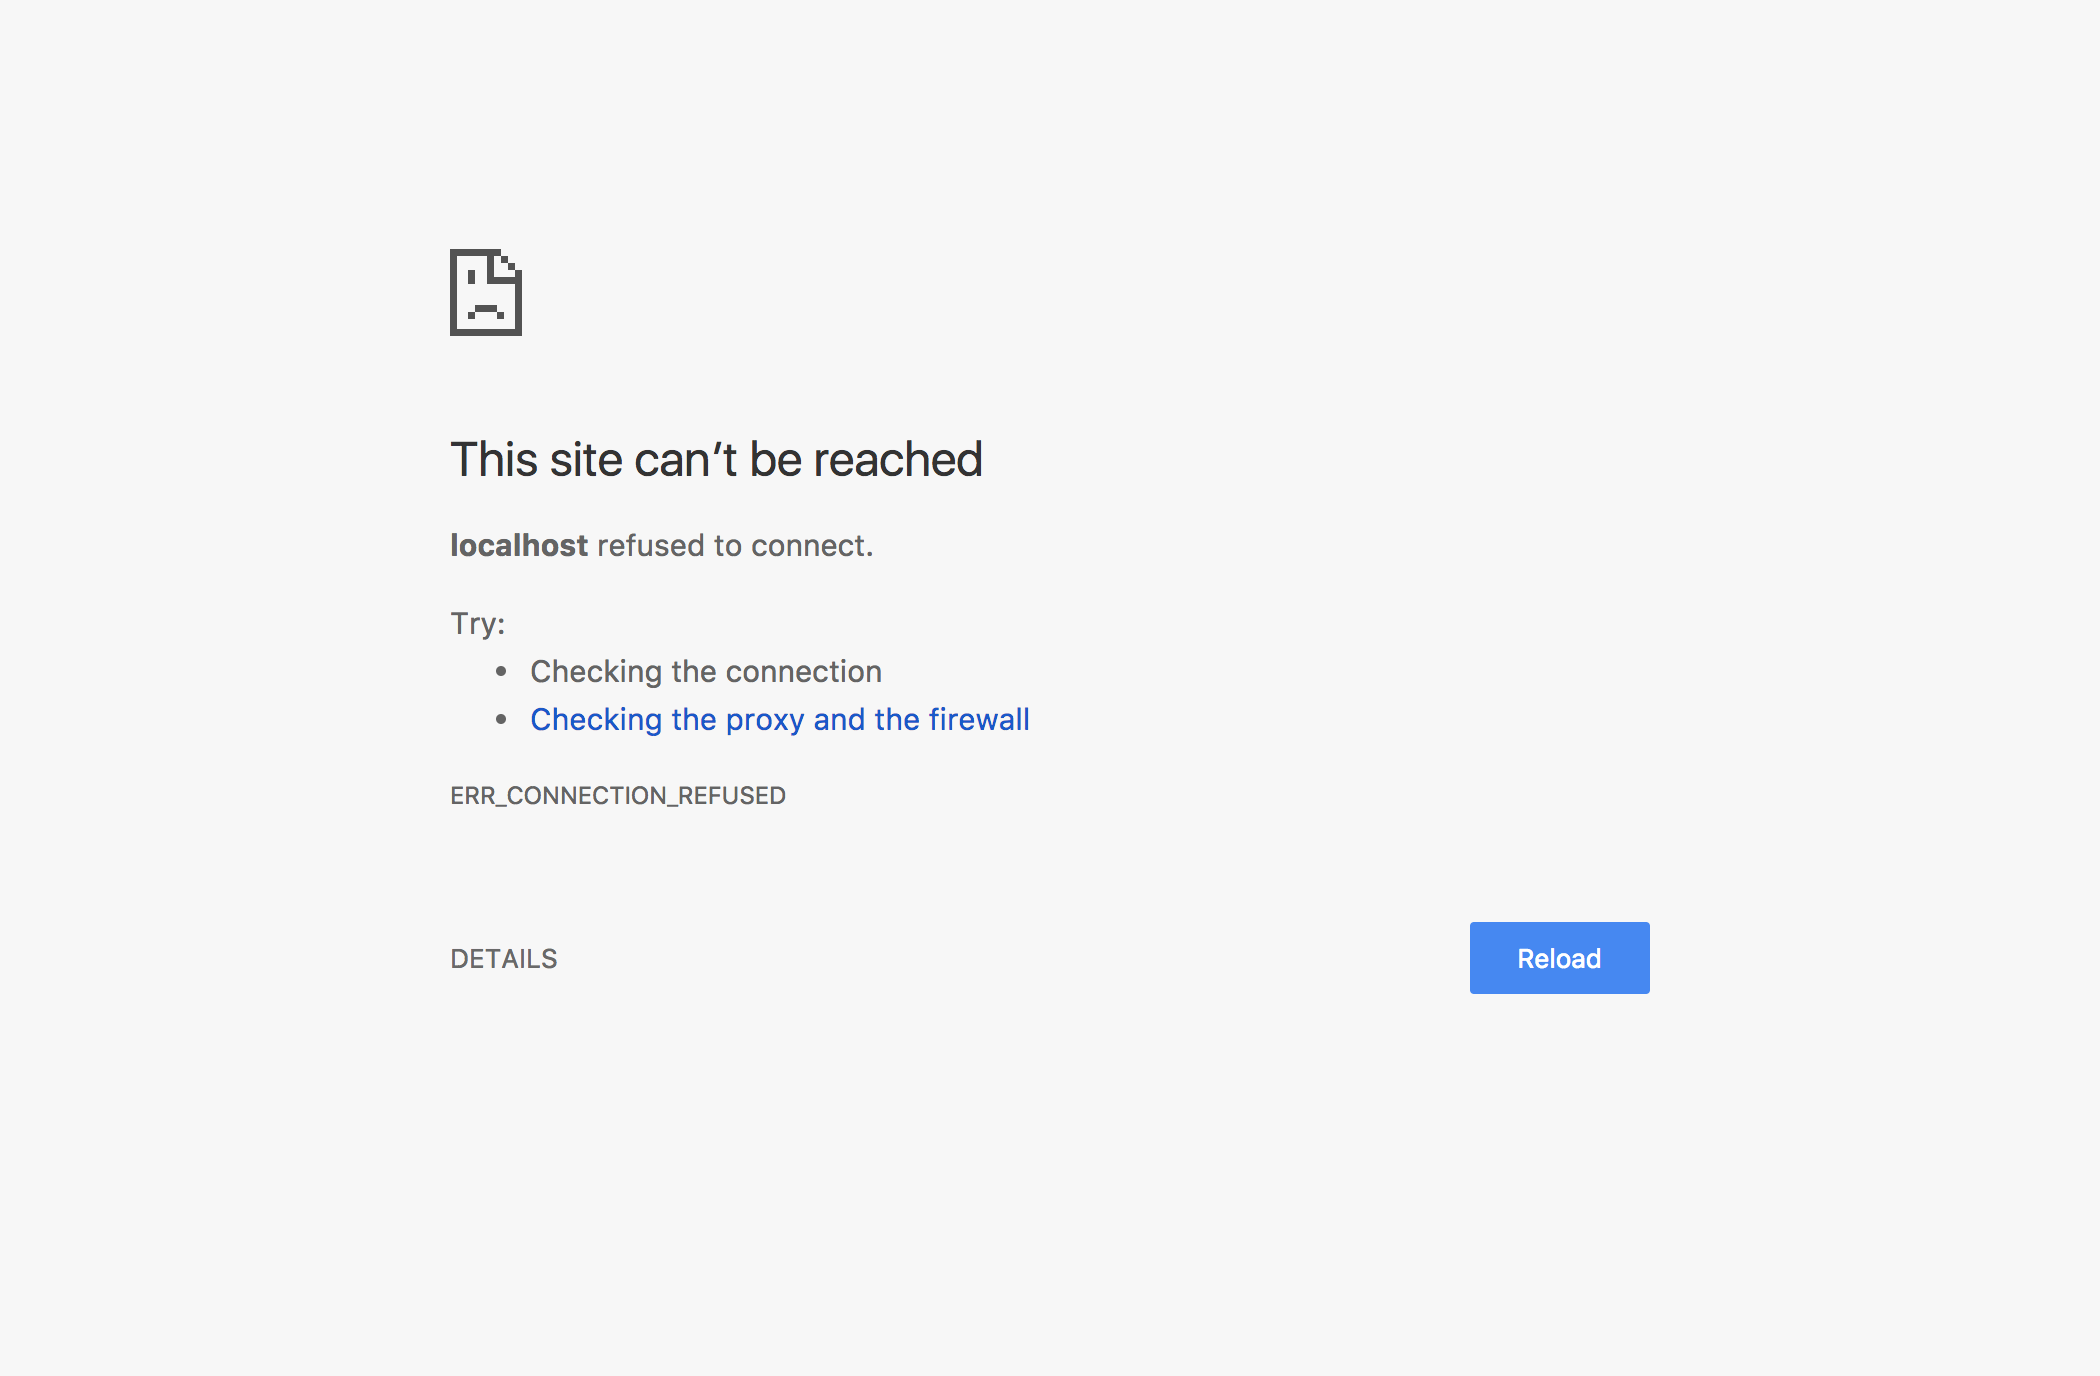 This site can’t be reached
localhost refused to connect.
Try:
• Checking the connection
• Checking the proxy and the firewall
ERR_CONNECTION_REFUSED
DETAILS
Reload